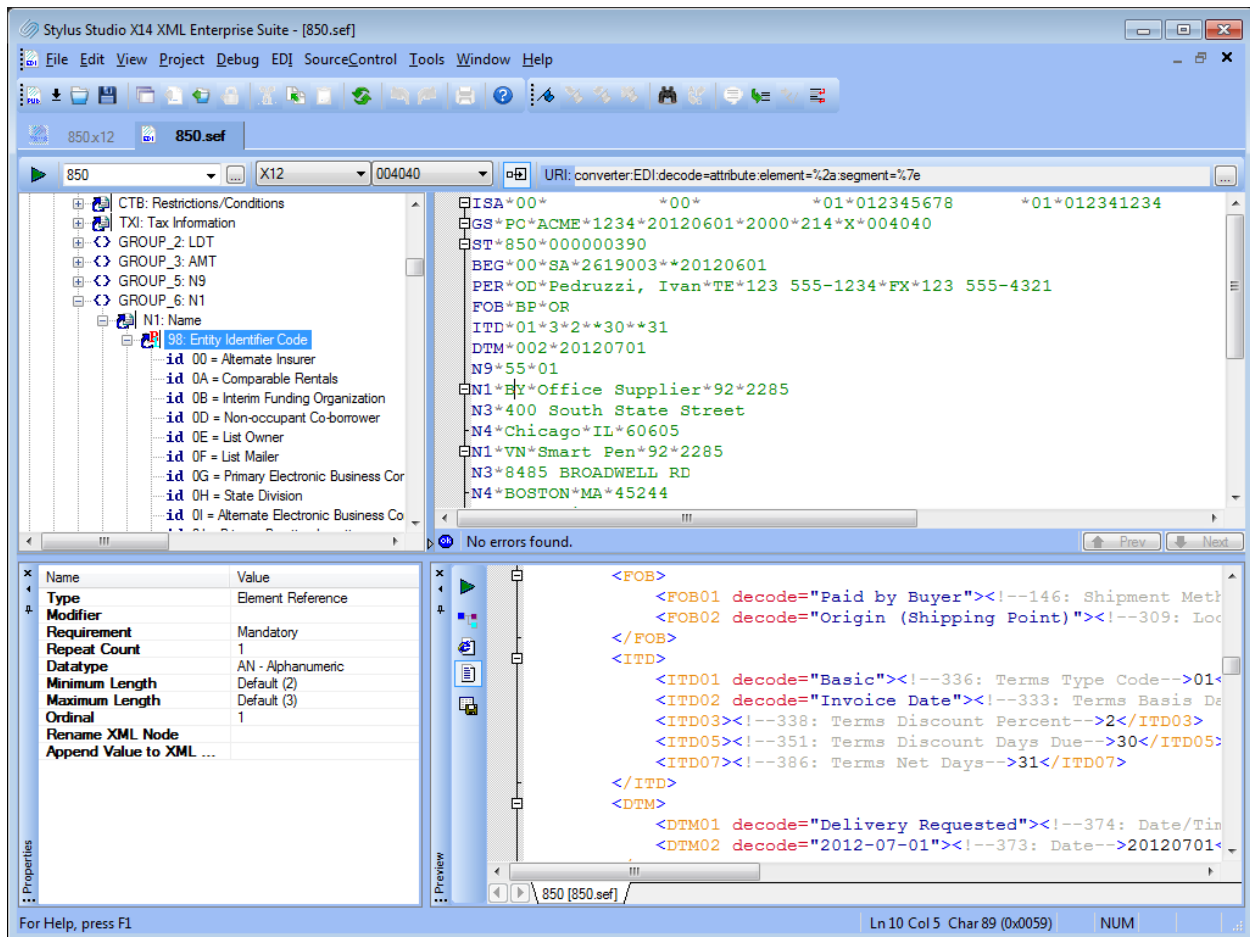 Stylus Studio X14 XML Enterprise Suite - [850.sef]
File Edit View Project Debug EDI SourceControl Tools Window Help
850.x12 850.sef
850 ... X12 004040 URI: converter:EDI:decode=attribute:element=%2a:segment=%7e ...
CTB: Restrictions/Conditions
TXI: Tax Information
GROUP_2: LDT
GROUP_3: AMT
GROUP_5: N9
GROUP_6: N1
N1: Name
98: Entity Identifier Code
id 00 = Alternate Insurer
id 0A = Comparable Rentals
id 0B = Interim Funding Organization
id 0D = Non-occupant Co-borrower
id 0E = List Owner
id 0F = List Mailer
id 0G = Primary Electronic Business Cor
id 0H = State Division
id 0I = Alternate Electronic Business Co
ISA*00*          *00*          *01*012345678      *01*012341234
GS*PO*ACME*1234*20120601*2000*214*X*004040
ST*850*000000390
BEG*00*SA*2619003**20120601
PER*OD*Pedruzzi, Ivan*TE*123 555-1234*FX*123 555-4321
FOB*BP*OR
ITD*01*3*2**30**31
DTM*002*20120701
N9*55*01
N1*BY*Office Supplier*92*2285
N3*400 South State Street
N4*Chicago*IL*60605
N1*VN*Smart Pen*92*2285
N3*8485 BROADWELL RD
N4*BOSTON*MA*45244
ok No errors found. Prev Next
Name Value
Type Element Reference
Modifier
Requirement Mandatory
Repeat Count 1
Datatype AN - Alphanumeric
Minimum Length Default (2)
Maximum Length Default (3)
Ordinal 1
Rename XML Node
Append Value to XML ...
Properties
<FOB>
<FOB01 decode="Paid by Buyer"><!--146: Shipment Meth
<FOB02 decode="Origin (Shipping Point)"><!--309: Loc
</FOB>
<ITD>
<ITD01 decode="Basic"><!--336: Terms Type Code-->01<
<ITD02 decode="Invoice Date"><!--333: Terms Basis Da
<ITD03><!--338: Terms Discount Percent-->2</ITD03>
<ITD05><!--351: Terms Discount Days Due-->30</ITD05>
<ITD07><!--386: Terms Net Days-->31</ITD07>
</ITD>
<DTM>
<DTM01 decode="Delivery Requested"><!--374: Date/Tim
<DTM02 decode="2012-07-01"><!--373: Date-->20120701<
Preview
850 [850.sef]
For Help, press F1 Ln 10 Col 5 Char 89 (0x0059) NUM